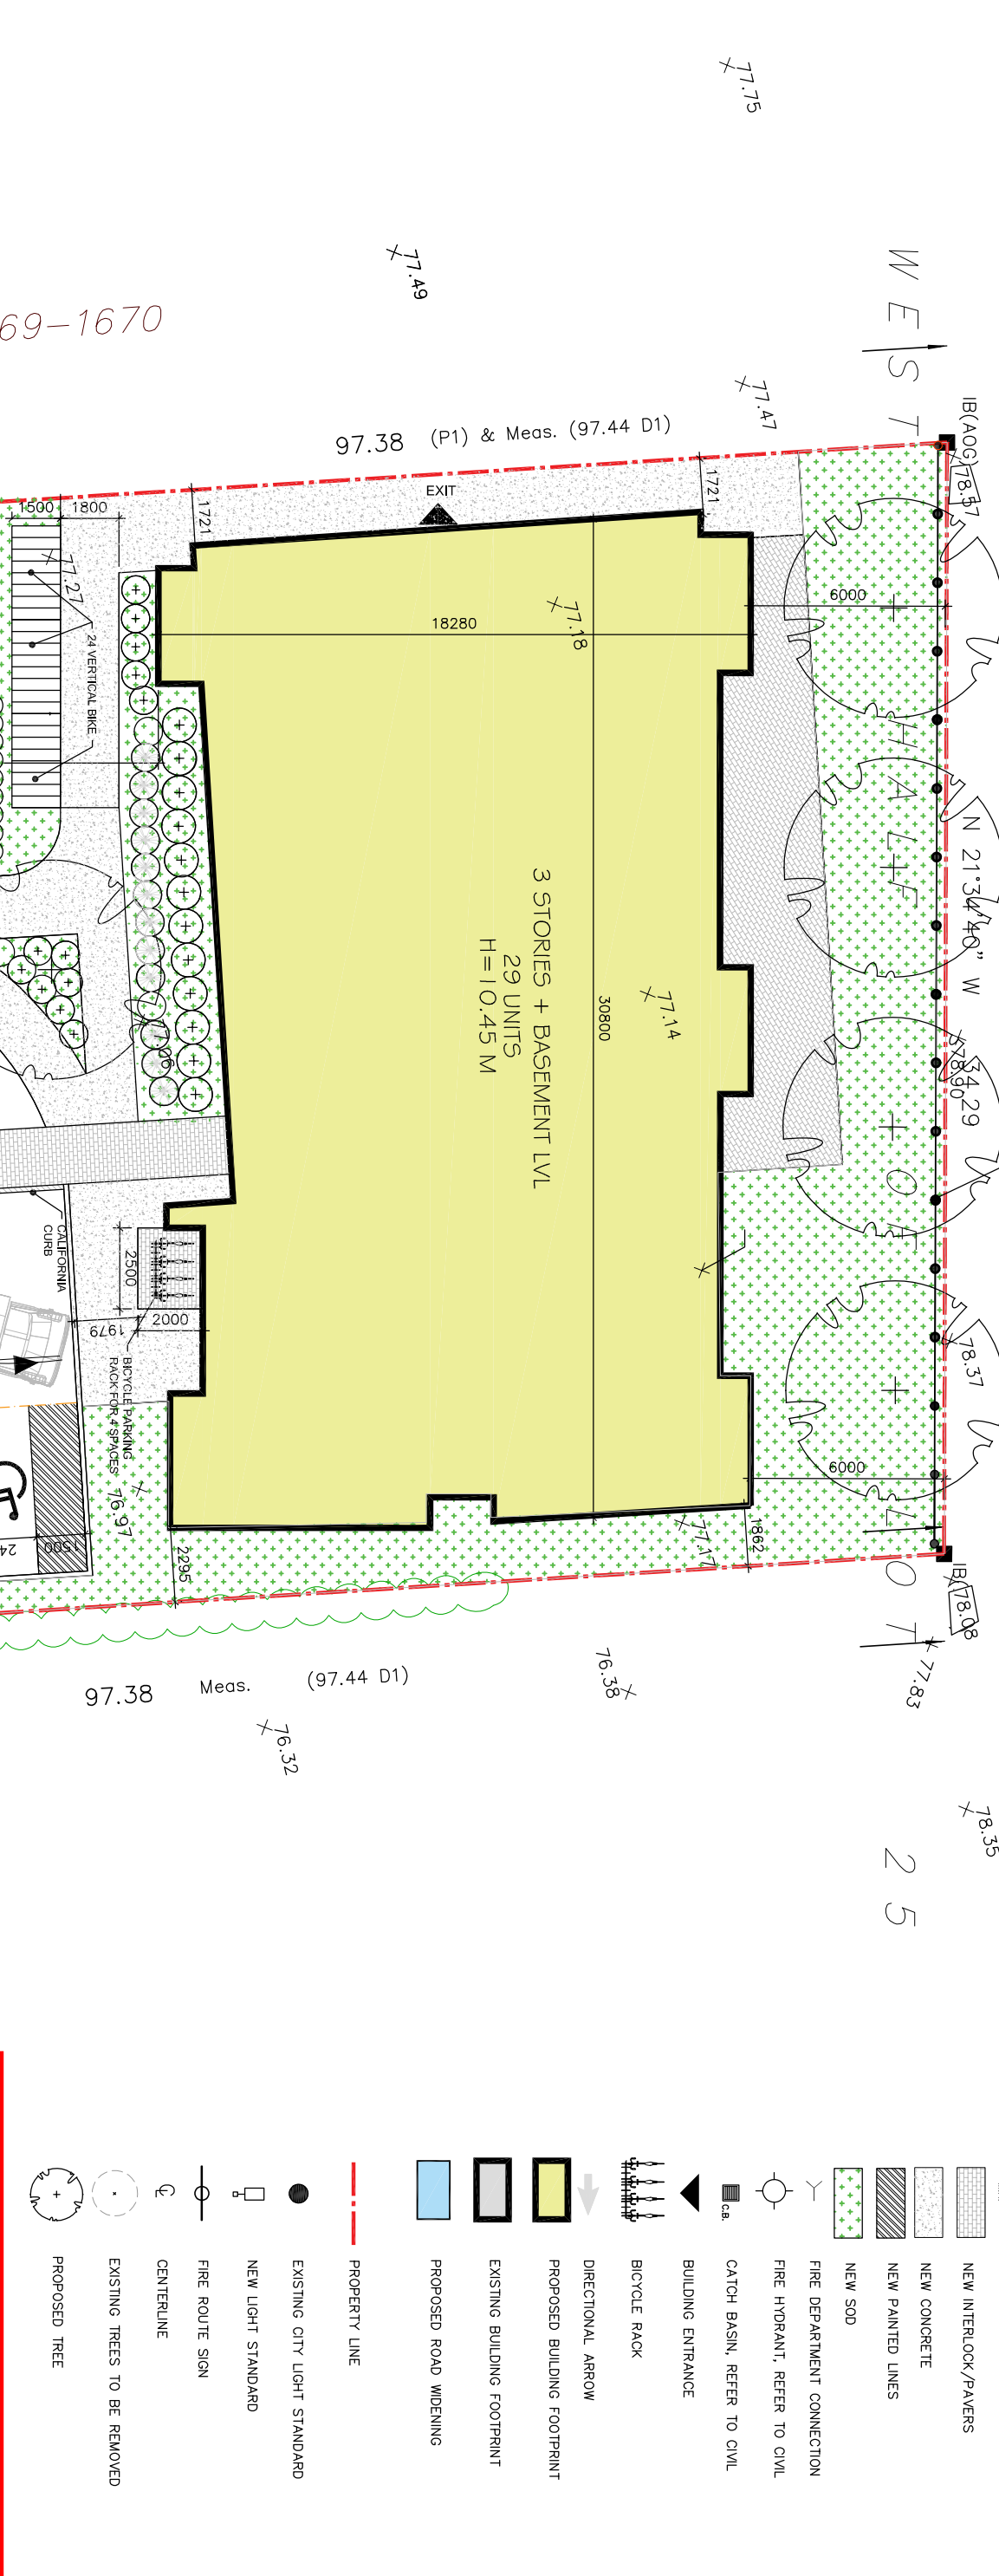 77.75
77.49
69-1670
WEST HALF OF LOT 25
77.47
IB(AOG)
78.57
97.38 (P1) & Meas. (97.44 D1)
1721
1721
EXIT
1500
1800
77.27
24 VERTICAL BIKE
18280
77.18
6000
N 21°34'40" W
34.29
78.90
3 STORIES + BASEMENT LVL
29 UNITS
H=10.45 M
30800
77.14
77.06
CALIFORNIA
CURB
2500
2000
1979
BICYCLE PARKING
RACK FOR 4 SPACES
76.97
1500
78.37
6000
77.17
1862
2295
IB
78.08
77.83
97.38 Meas. (97.44 D1)
76.38
76.32
78.35
NEW INTERLOCK/PAVERS
NEW CONCRETE
NEW PAINTED LINES
NEW SOD
FIRE DEPARTMENT CONNECTION
FIRE HYDRANT, REFER TO CIVIL
C.B.
CATCH BASIN, REFER TO CIVIL
BUILDING ENTRANCE
BICYCLE RACK
DIRECTIONAL ARROW
PROPOSED BUILDING FOOTPRINT
EXISTING BUILDING FOOTPRINT
PROPOSED ROAD WIDENING
PROPERTY LINE
EXISTING CITY LIGHT STANDARD
NEW LIGHT STANDARD
FIRE ROUTE SIGN
CENTERLINE
EXISTING TREES TO BE REMOVED
PROPOSED TREE